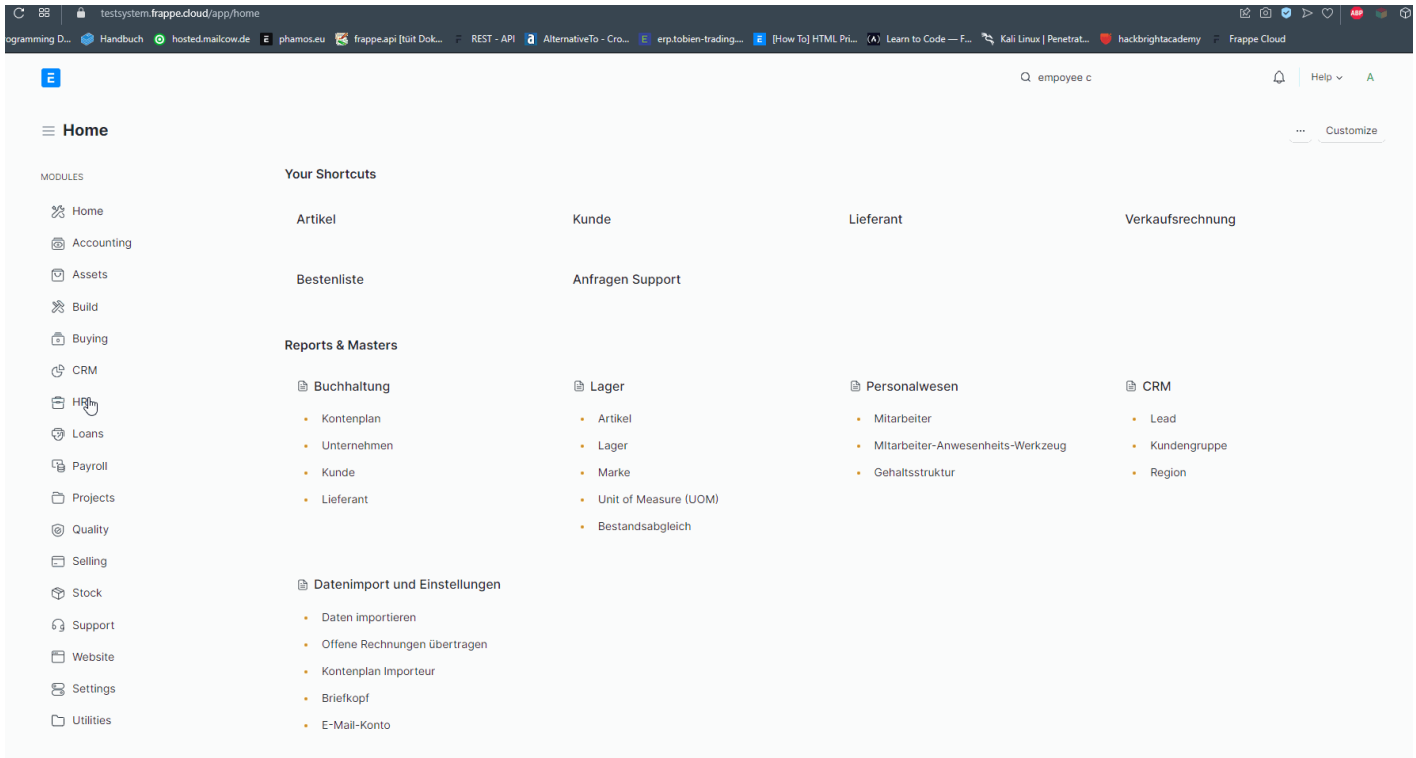 testsystem.frappe.cloud/app/home
ABP
ogramming D... Handbuch hosted.mailcow.de phamos.eu frappe.api [tüit Dok... REST - API AlternativeTo - Cro... erp.tobien-trading.... [How To] HTML Pri... Learn to Code — F... Kali Linux | Penetrat... hackbrightacademy Frappe Cloud
E empoyee c Help A
Home ... Customize
MODULES
Home
Accounting
Assets
Build
Buying
CRM
HR
Loans
Payroll
Projects
Quality
Selling
Stock
Support
Website
Settings
Utilities
Your Shortcuts
Artikel Kunde Lieferant Verkaufsrechnung
Bestenliste Anfragen Support
Reports & Masters
Buchhaltung
Kontenplan
Unternehmen
Kunde
Lieferant
Lager
Artikel
Lager
Marke
Unit of Measure (UOM)
Bestandsabgleich
Personalwesen
Mitarbeiter
MItarbeiter-Anwesenheits-Werkzeug
Gehaltsstruktur
CRM
Lead
Kundengruppe
Region
Datenimport und Einstellungen
Daten importieren
Offene Rechnungen übertragen
Kontenplan Importeur
Briefkopf
E-Mail-Konto